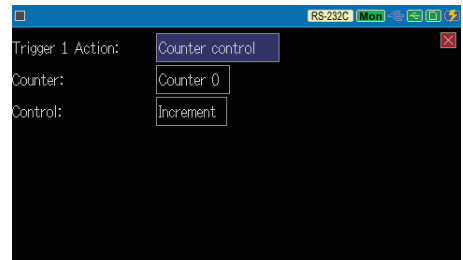 RS-232C Mon
Trigger 1 Action: Counter control
Counter: Counter 0
Control: Increment